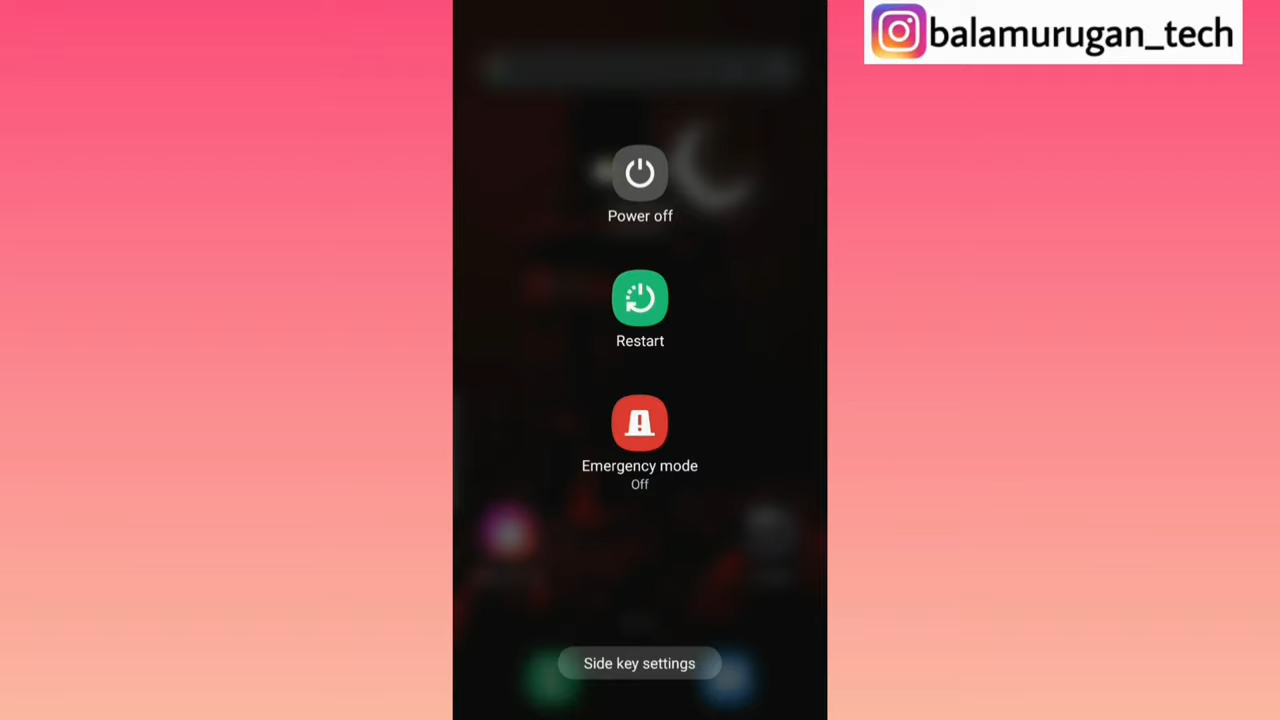 balamurugan_tech
Power off
Restart
Emergency mode
Off
Side key settings